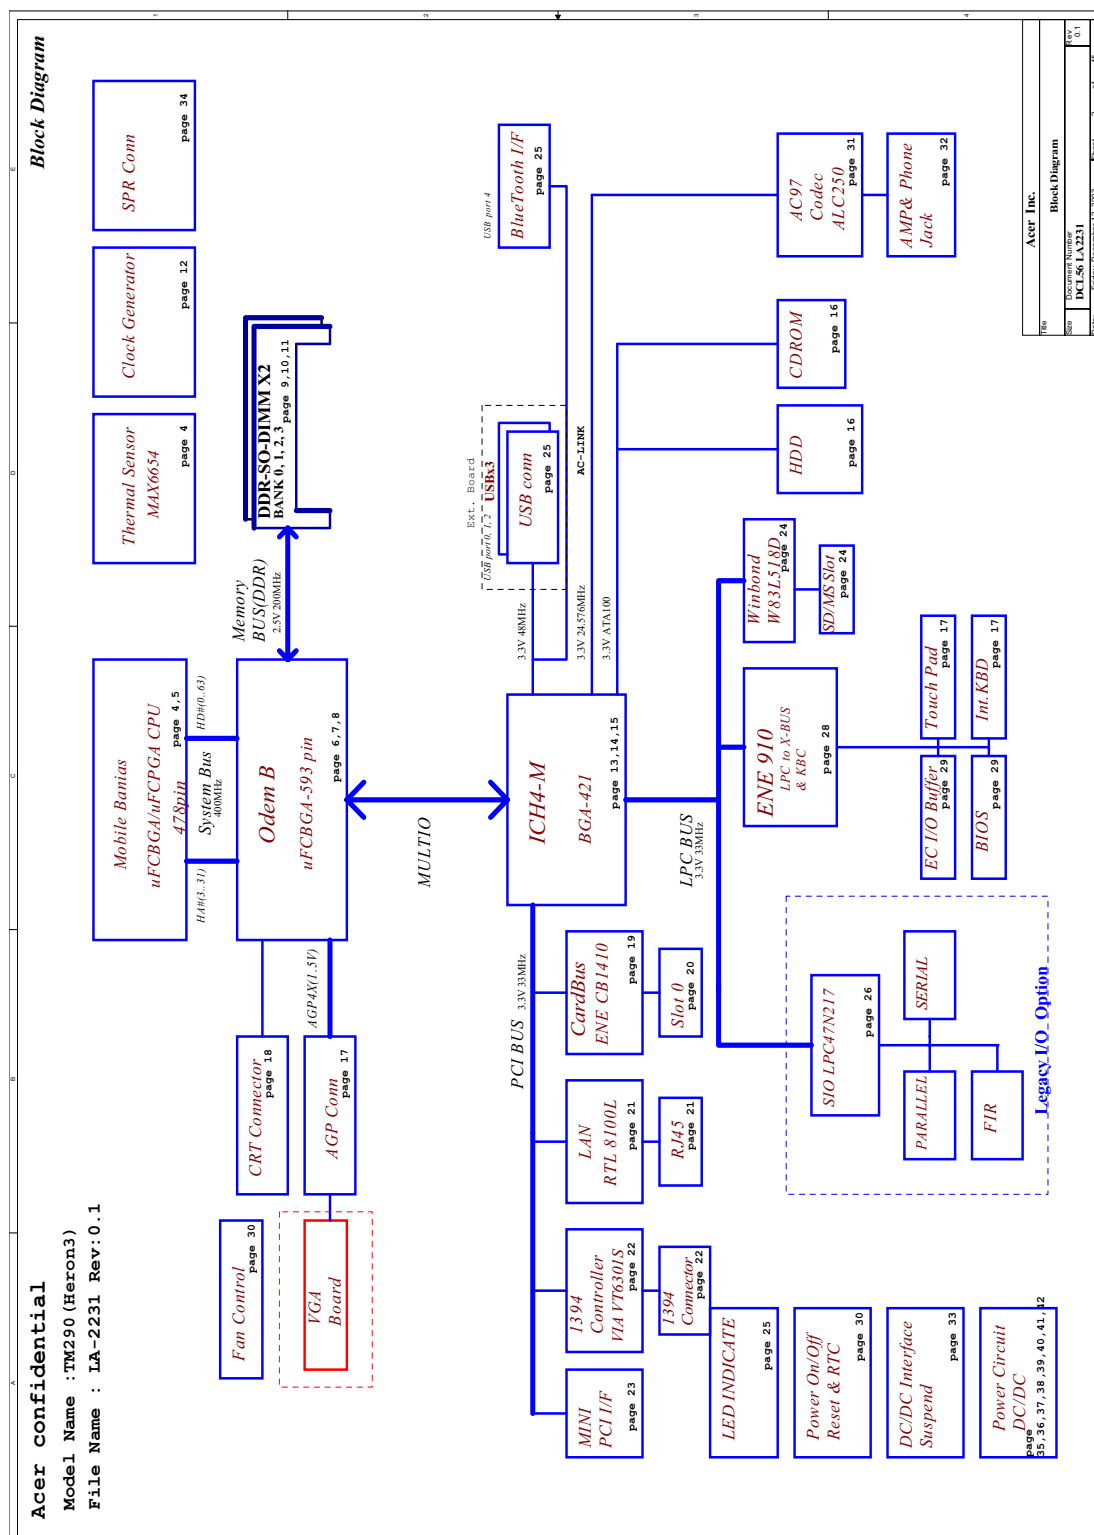 Acer confidential
Model Name : TM290 (Heron3)
File Name : LA-2231 Rev: 0.1
Block Diagram
Fan Control
page 30
VGA
Board
CRT Connector
page 18
AGP Conn
page 17
AGP4X(1.5V)
Mobile Banias
uFCBGA/uFCPGA CPU
478pin
page 4,5
HA#(3..31)
System Bus
400MHz
HD#(0..63)
Odem B
uFCBGA-593 pin
page 6,7,8
Thermal Sensor
MAX6654
page 4
Clock Generator
page 12
SPR Conn
page 34
Memory
BUS(DDR)
2.5V 200MHz
DDR-SO-DIMM X2
BANK 0, 1, 2, 3
page 9,10,11
MULTIO
ICH4-M
BGA-421
page 13,14,15
Ext. Board
USB port 0, 1, 2
USBx3
USB conn
page 25
USB port 4
BlueTooth I/F
page 25
3.3V 48MHz
3.3V 24.576MHz
AC-LINK
3.3V ATA100
HDD
page 16
CDROM
page 16
AC97
Codec
ALC250
page 31
AMP& Phone
Jack
page 32
PCI BUS
3.3V 33MHz
MINI
PCI I/F
page 23
1394
Controller
VIA VT6301S
page 22
1394
Connector
page 22
LAN
RTL 8100L
page 21
RJ45
page 21
CardBus
ENE CB1410
page 19
Slot 0
page 20
LPC BUS
3.3V 33MHz
Winbond
W83L518D
page 24
SD/MS Slot
page 24
ENE 910
LPC to X-BUS
& KBC
page 28
EC I/O Buffer
page 29
Touch Pad
page 17
BIOS
page 29
Int.KBD
page 17
SIO LPC47N217
page 26
PARALLEL
SERIAL
FIR
Legacy I/O Option
LED INDICATE
page 25
Power On/Off
Reset & RTC
page 30
DC/DC Interface
Suspend
page 33
Power Circuit
DC/DC
page
35,36,37,38,39,40,41,42
Acer Inc.
Title
Block Diagram
Size
Document Number
Rev
DCL56 LA2231
0.1